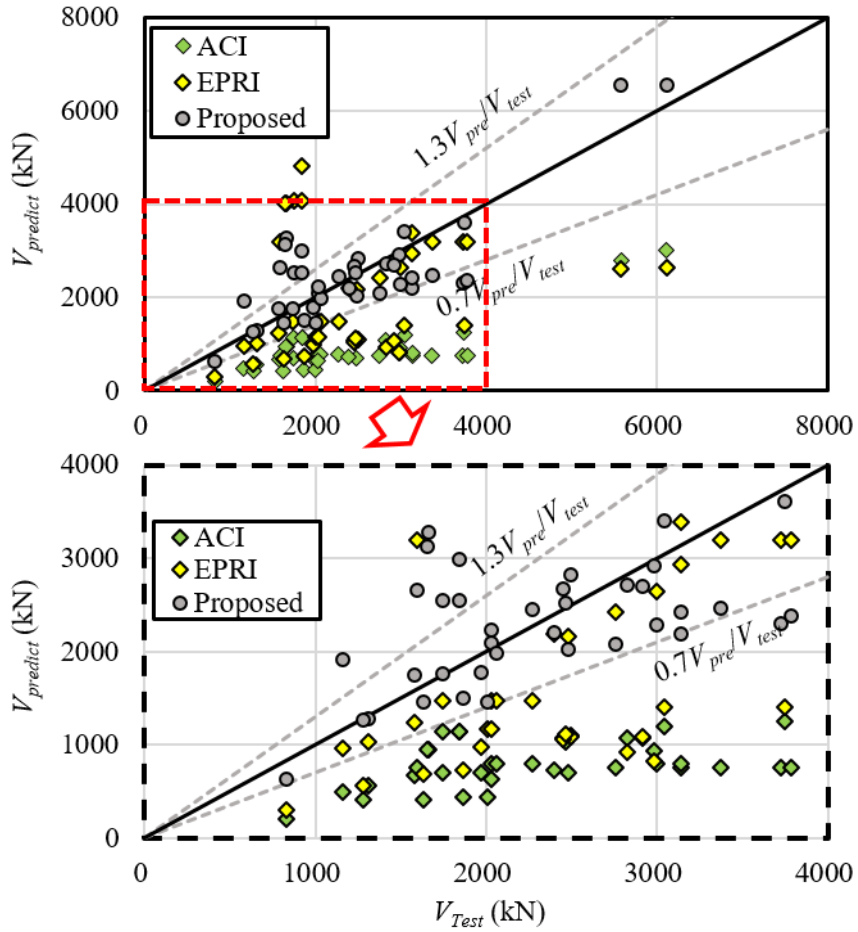 8000
6000
4000
2000
0
V_predict (kN)
ACI
EPRI
Proposed
1.3V_pre/V_test
0.7V_pre/V_test
0 2000 4000 6000 8000
4000
3000
2000
1000
0
V_predict (kN)
ACI
EPRI
Proposed
1.3V_pre/V_test
0.7V_pre/V_test
0 1000 2000 3000 4000
V_Test (kN)